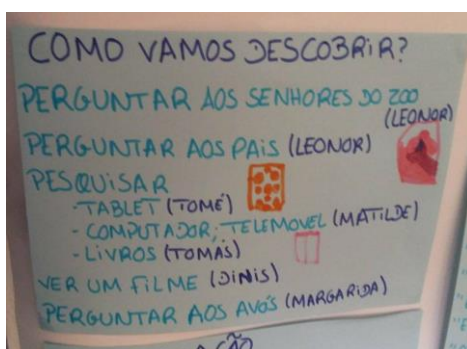 COMO VAMOS DESCOBRIR?
PERGUNTAR AOS SENHORES DO ZOO
(LEONOR)
PERGUNTAR AOS PAIS (LEONOR)
PESQUISAR
- TABLET (TOMÉ)
- COMPUTADOR; TELEMOVEL (MATILDE)
- LIVROS (TOMÁS)
VER UM FILME (DINIS)
PERGUNTAR AOS AVÓS (MARGARIDA)